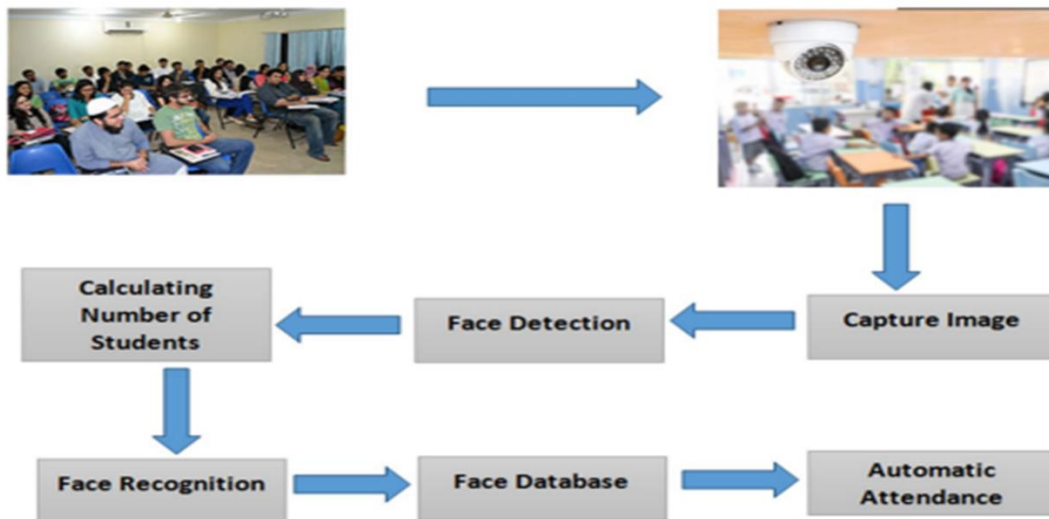 Capture Image
Face Detection
Calculating
Number of
Students
Face Recognition
Face Database
Automatic
Attendance